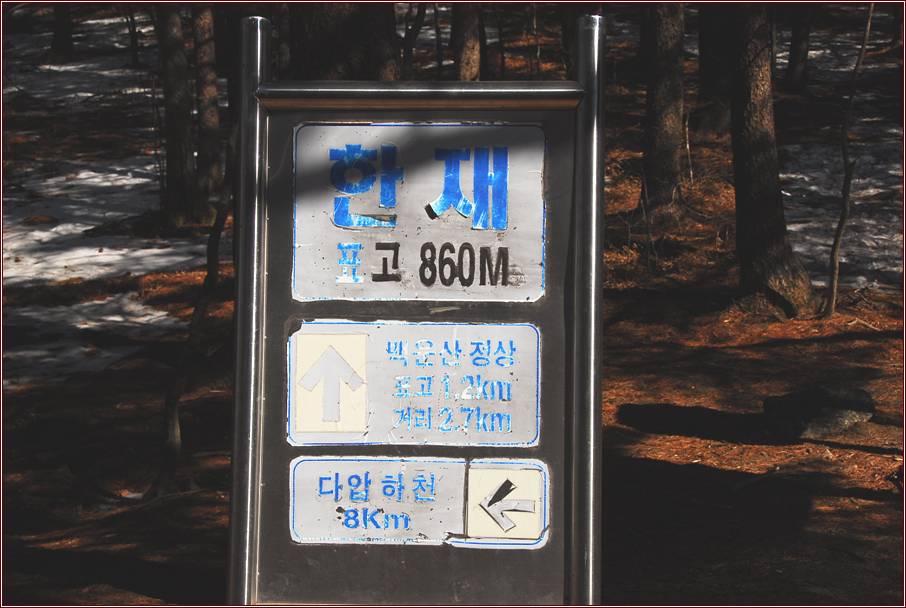 한재
표고 860M
백운산 정상
표고 1.2km
거리 2.7km
다압 하천
8Km